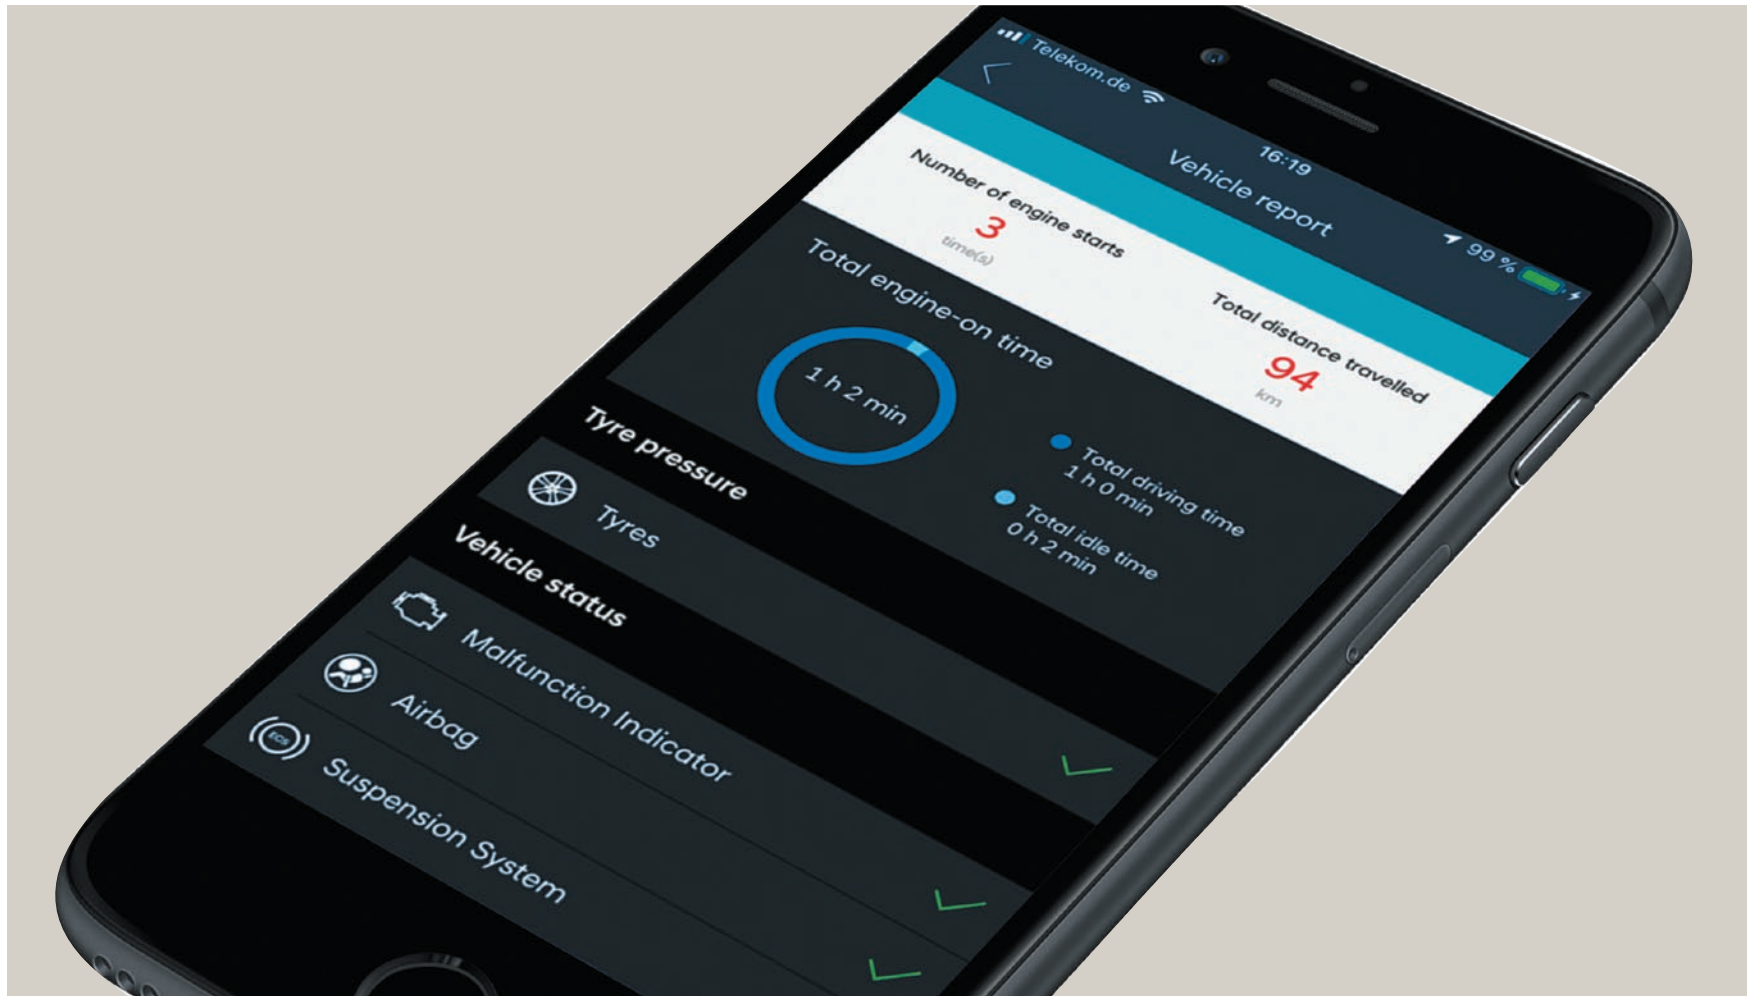 Telekom.de
16:19
99 %
Vehicle report
Number of engine starts
3
time(s)
Total distance travelled
94
km
Total engine-on time
1 h 2 min
Total driving time
1 h 0 min
Total idle time
0 h 2 min
Tyre pressure
Tyres
Vehicle status
Malfunction Indicator
Airbag
ECS
Suspension System